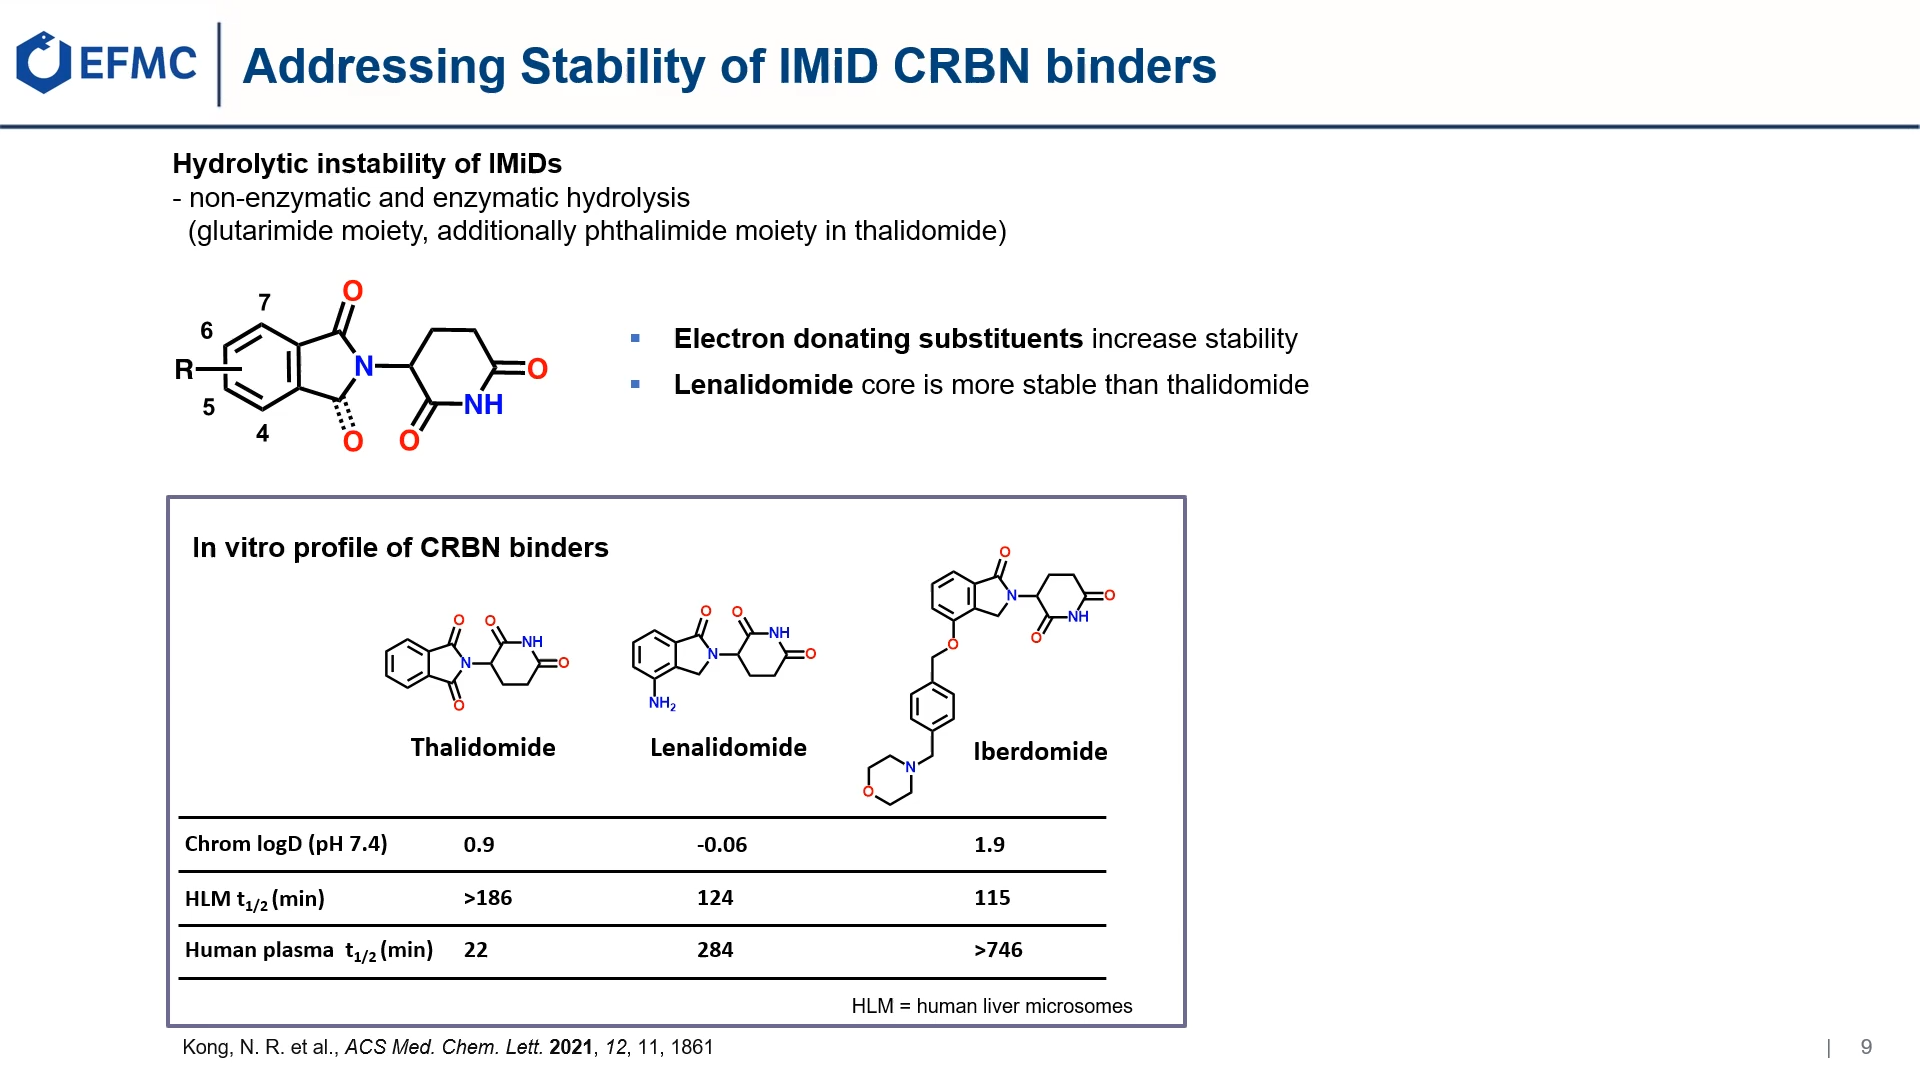 EFMC
Addressing Stability of IMiD CRBN binders
Hydrolytic instability of IMiDs
- non-enzymatic and enzymatic hydrolysis
(glutarimide moiety, additionally phthalimide moiety in thalidomide)
7
6
R
5
4
O
O
N
O
NH
O
▪ Electron donating substituents increase stability
▪ Lenalidomide core is more stable than thalidomide
In vitro profile of CRBN binders
O
O
N
O
NH
O
Thalidomide
O
N
O
NH
O
NH₂
Lenalidomide
O
N
O
NH
O
O
N
O
Iberdomide
Chrom logD (pH 7.4) 0.9 -0.06 1.9
HLM t1/2 (min) >186 124 115
Human plasma t1/2 (min) 22 284 >746
HLM = human liver microsomes
Kong, N. R. et al., ACS Med. Chem. Lett. 2021, 12, 11, 1861
| 9